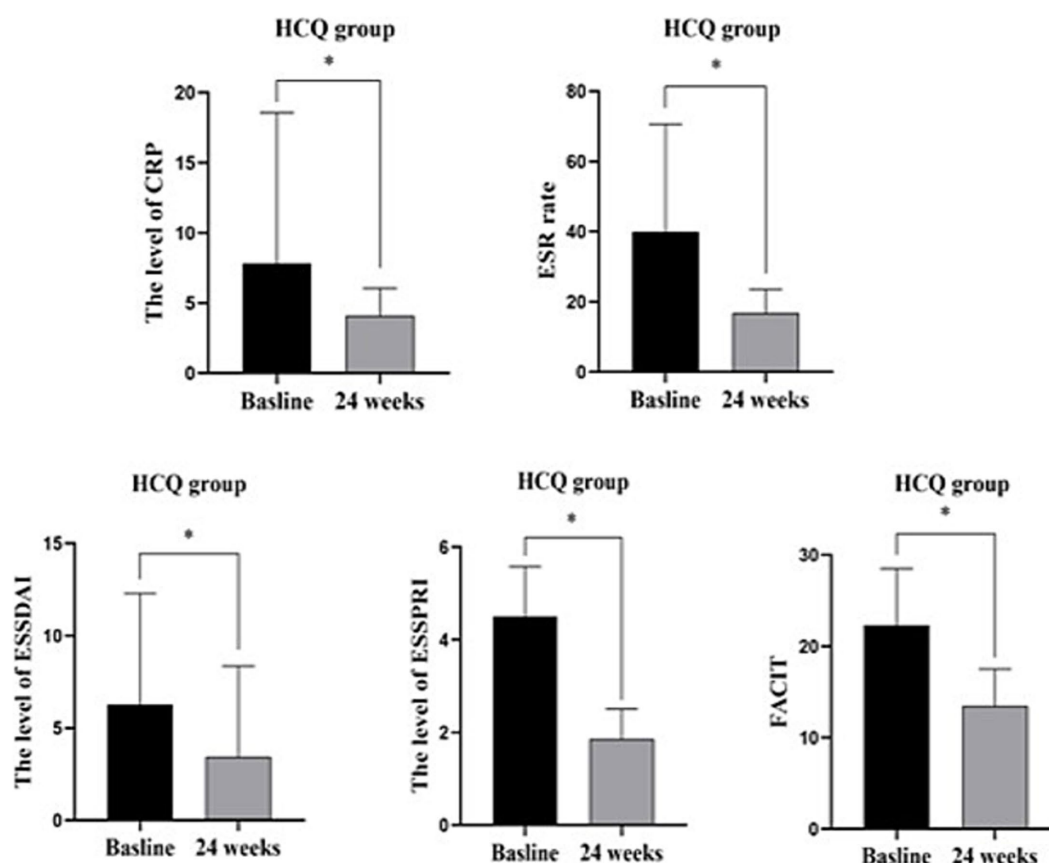 HCQ group
*
The level of CRP
20
15
10
5
0
Basline 24 weeks
HCQ group
*
ESR rate
80
60
40
20
0
Basline 24 weeks
HCQ group
*
The level of ESSDAI
15
10
5
0
Basline 24 weeks
HCQ group
*
The level of ESSPRI
6
4
2
0
Basline 24 weeks
HCQ group
*
FACIT
30
20
10
0
Basline 24 weeks